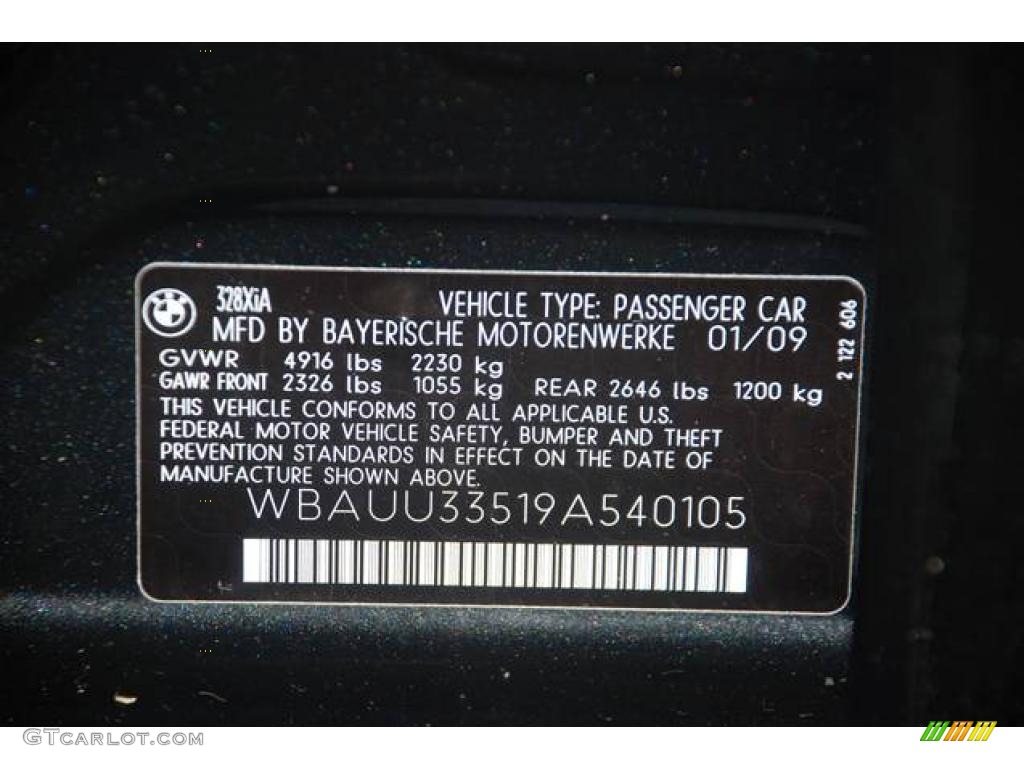 328XiA
VEHICLE TYPE: PASSENGER CAR
MFD BY BAYERISCHE MOTORENWERKE 01/09
GVWR 4916 lbs 2230 kg
GAWR FRONT 2326 lbs 1055 kg REAR 2646 lbs 1200 kg
THIS VEHICLE CONFORMS TO ALL APPLICABLE U.S.
FEDERAL MOTOR VEHICLE SAFETY, BUMPER AND THEFT
PREVENTION STANDARDS IN EFFECT ON THE DATE OF
MANUFACTURE SHOWN ABOVE.
WBAUU33519A540105
2 122 606
GTCARLOT.COM